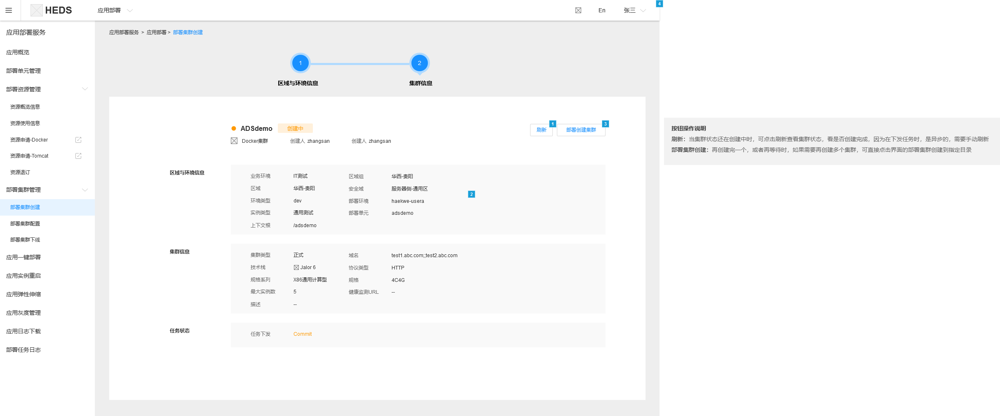 HEDS
应用部署
En
张三
4
应用部署服务
应用概览
部署单元管理
部署资源管理
资源概览信息
资源使用信息
资源申请-Docker
资源申请-Tomcat
资源退订
部署集群管理
部署集群创建
部署集群配置
部署集群下线
应用一键部署
应用实例重启
应用弹性伸缩
应用灰度管理
应用日志下载
部署任务日志
应用部署服务 > 应用部署 > 部署集群创建
1
2
区域与环境信息
集群信息
ADSdemo
创建中
刷新
1
部署创建集群
3
Docker集群
创建人 zhangsan
创建人 zhangsan
区域与环境信息
业务环境 IT测试 区域组 华西-贵阳
区域 华西-贵阳 安全域 服务器侧-通用区
2
环境类型 dev 部署环境 haekwe-usera
实例类型 通用测试 部署单元 adsdemo
上下文根 /adsdemo
集群信息
集群类型 正式 域名 test1.abc.com;;test2.abc.com
技术栈 Jalor 6 协议类型 HTTP
规格系列 X86通用计算型 规格 4C4G
最大实例数 5 健康监测URL --
描述 --
任务状态
任务下发 Commit
按钮操作说明
刷新：当集群状态还在创建中时，可点击刷新查看集群状态，看是否创建完成，因为在下发任务时，是异步的，需要手动刷新
部署集群创建：再创建完一个，或者再等待时，如果需要再创建多个集群，可直接点击界面的部署集群创建到指定目录